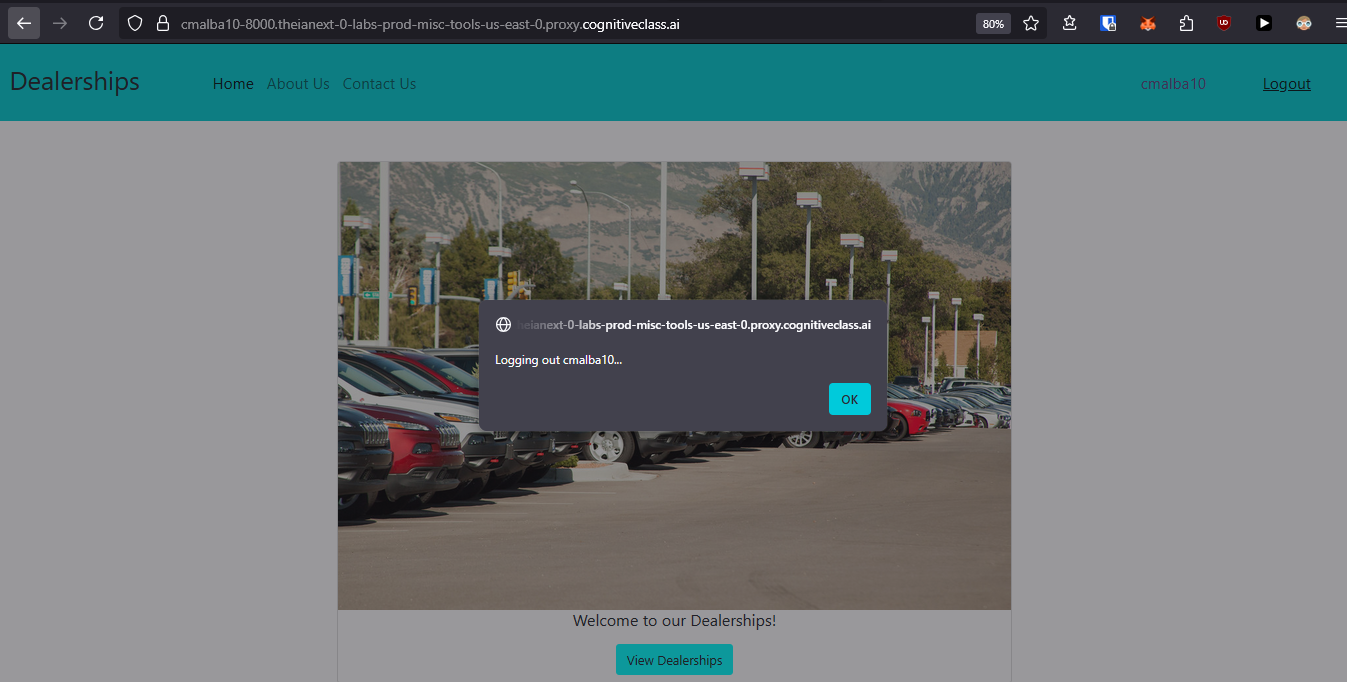 cmalba10-8000.theianext-0-labs-prod-misc-tools-us-east-0.proxy.cognitiveclass.ai
80%
Dealerships
Home About Us Contact Us
cmalba10
Logout
theianext-0-labs-prod-misc-tools-us-east-0.proxy.cognitiveclass.ai
Logging out cmalba10...
OK
Welcome to our Dealerships!
View Dealerships